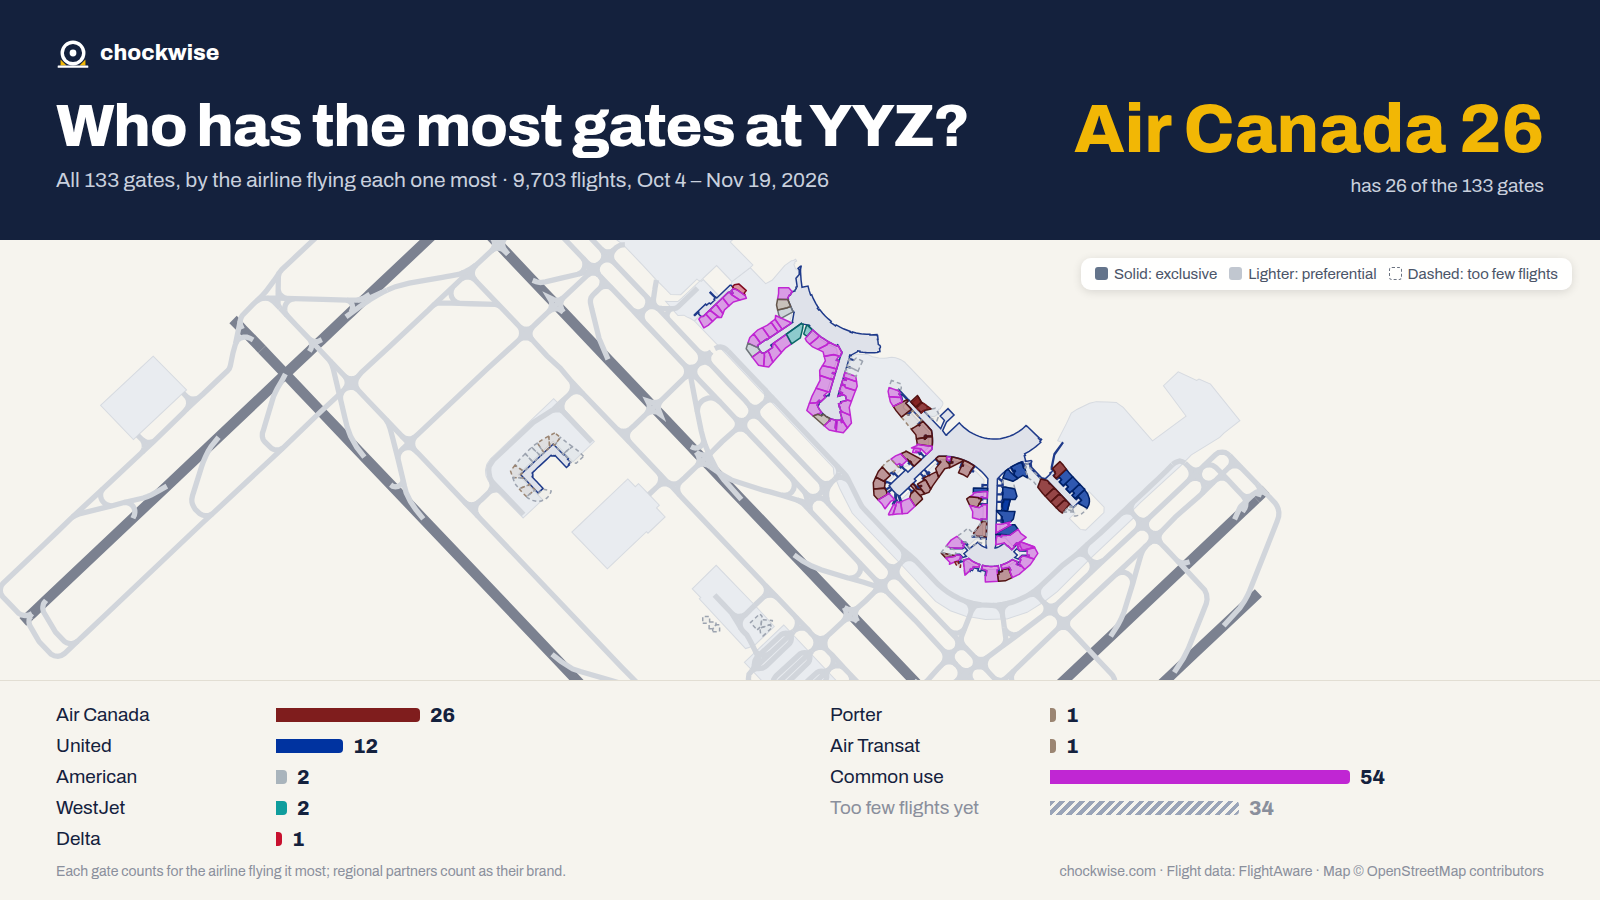 chockwise
Who has the most gates at YYZ?
All 133 gates, by the airline flying each one most · 9,703 flights, Oct 4 – Nov 19, 2026
Air Canada 26
has 26 of the 133 gates
Solid: exclusive
Lighter: preferential
Dashed: too few flights
Air Canada 26
United 12
American 2
WestJet 2
Delta 1
Porter 1
Air Transat 1
Common use 54
Too few flights yet 34
Each gate counts for the airline flying it most; regional partners count as their brand.
chockwise.com · Flight data: FlightAware · Map © OpenStreetMap contributors